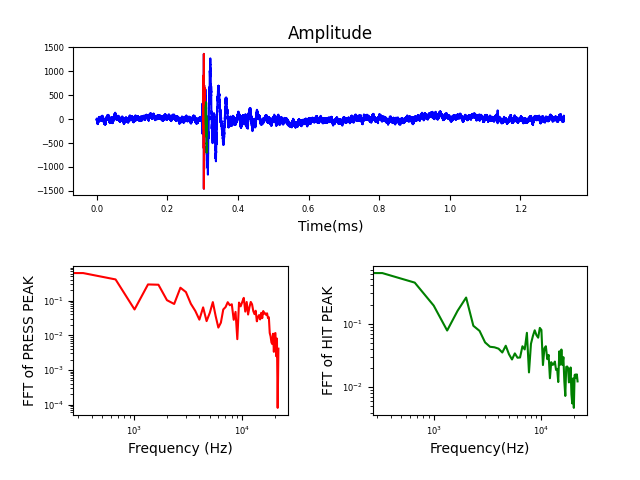 Amplitude
1500
1000
500
0
−500
−1000
−1500
0.0 0.2 0.4 0.6 0.8 1.0 1.2
Time(ms)
FFT of PRESS PEAK
10⁻¹
10⁻²
10⁻³
10⁻⁴
10³ 10⁴
Frequency (Hz)
FFT of HIT PEAK
10⁻¹
10⁻²
10³ 10⁴
Frequency(Hz)